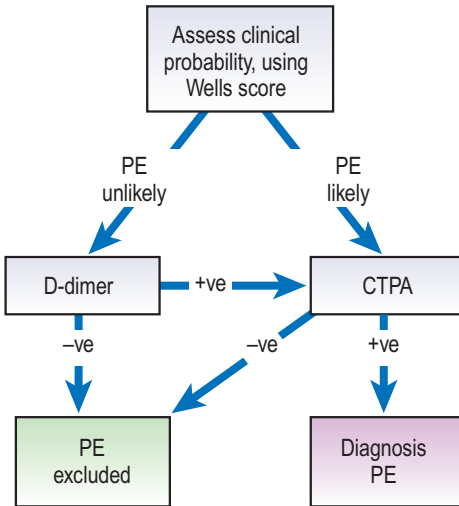 Assess clinical
probability, using
Wells score
PE
unlikely
PE
likely
D-dimer
+ve
CTPA
–ve
–ve
+ve
PE
excluded
Diagnosis
PE